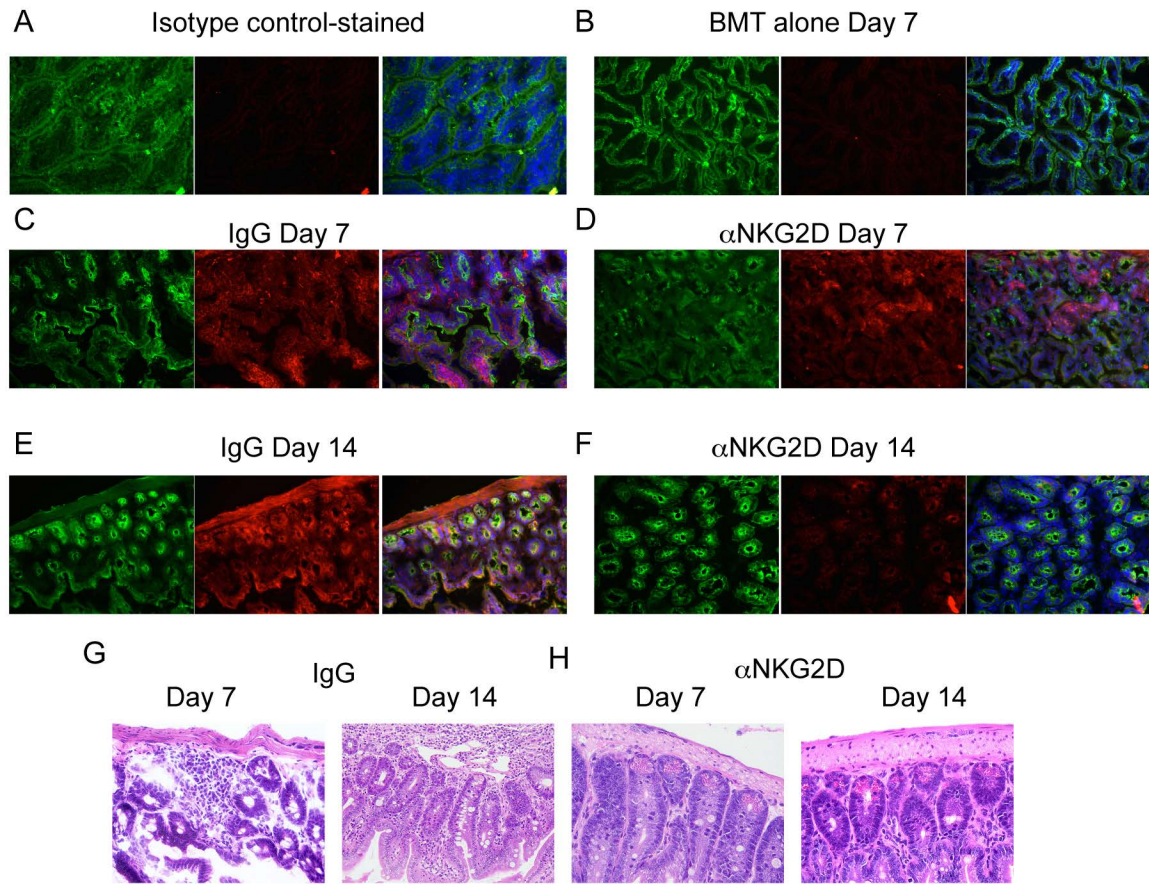 A
Isotype control-stained
B
BMT alone Day 7
C
IgG Day 7
D
αNKG2D Day 7
E
IgG Day 14
F
αNKG2D Day 14
G
IgG
Day 7
Day 14
H
αNKG2D
Day 7
Day 14